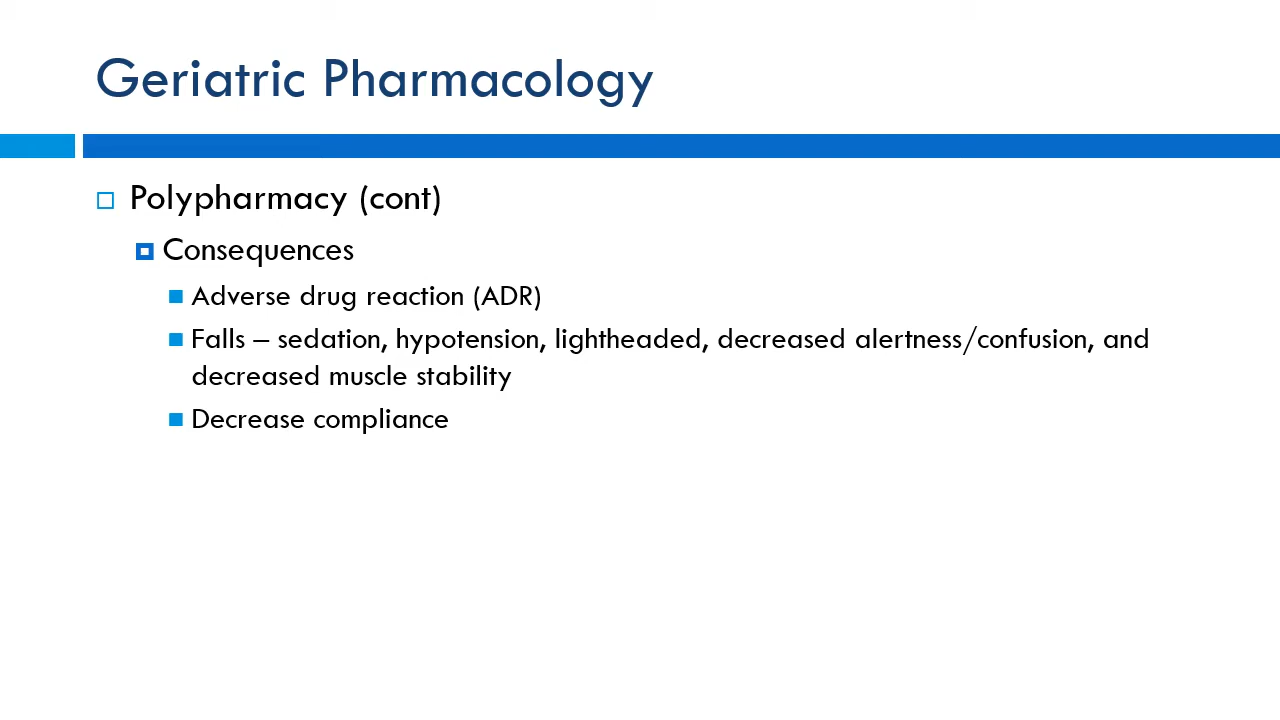 Geriatric Pharmacology
Polypharmacy (cont)
Consequences
Adverse drug reaction (ADR)
Falls – sedation, hypotension, lightheaded, decreased alertness/confusion, and
decreased muscle stability
Decrease compliance